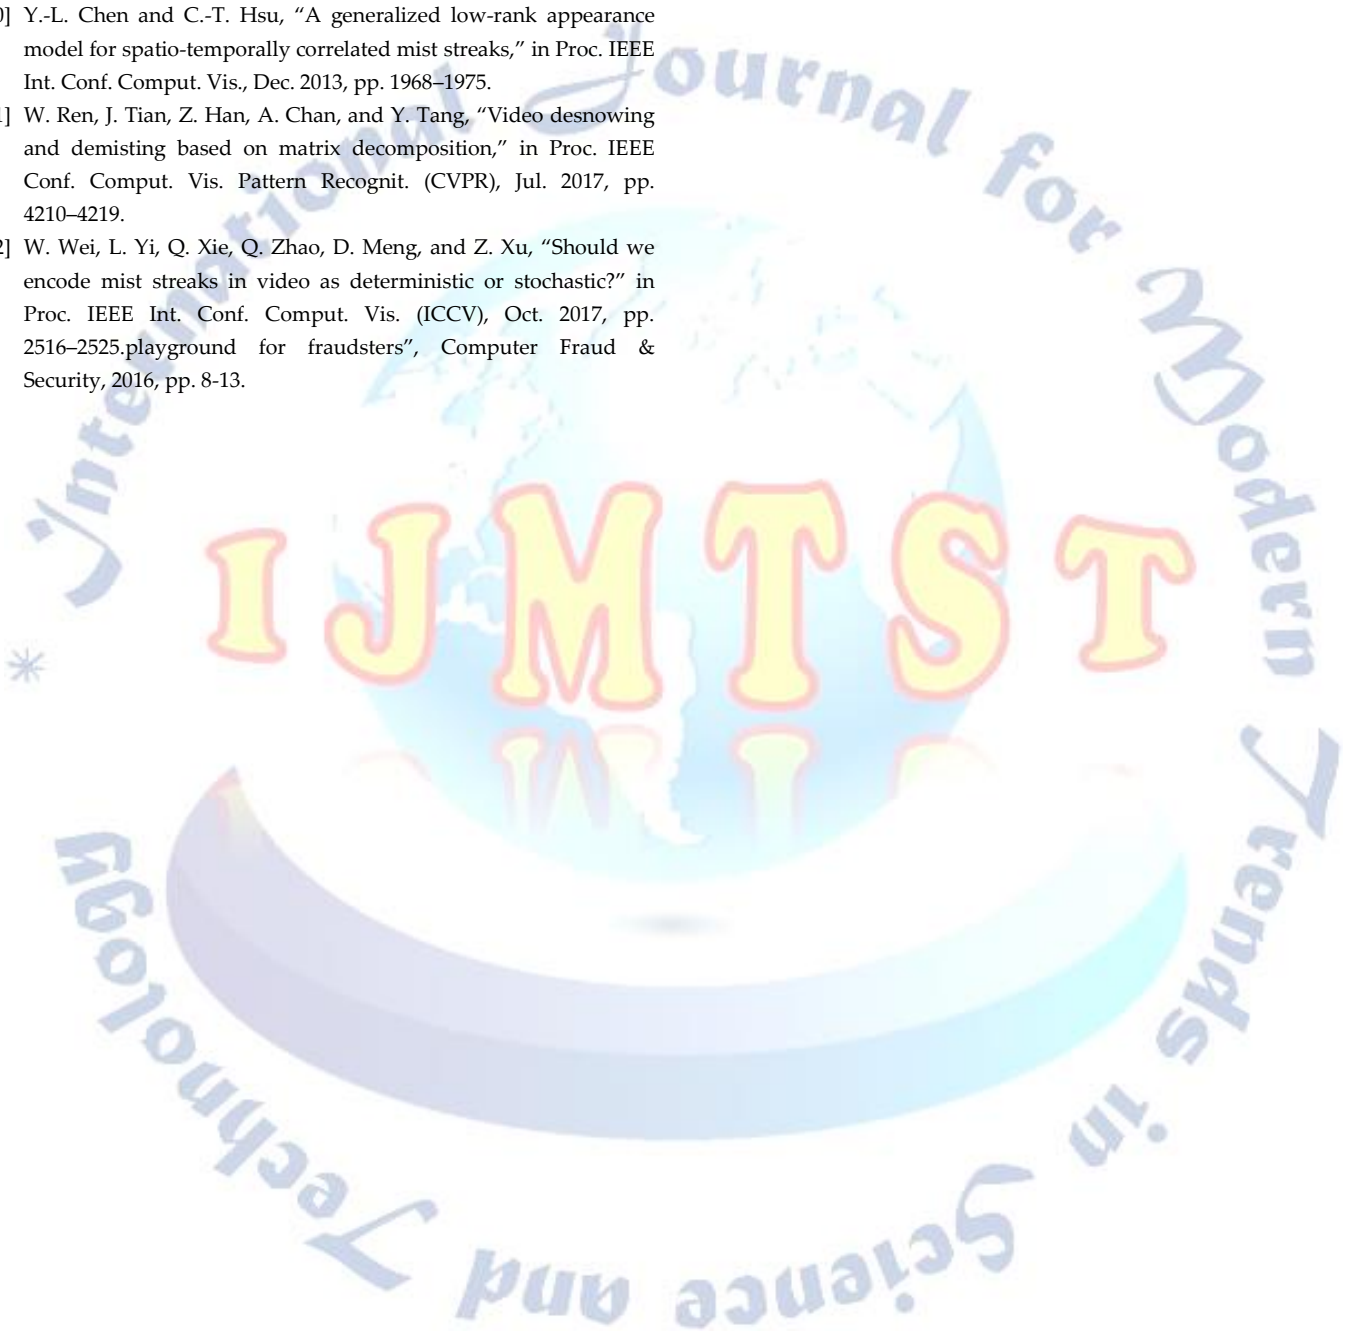 0] Y.-L. Chen and C.-T. Hsu, “A generalized low-rank appearance
model for spatio-temporally correlated mist streaks,” in Proc. IEEE
Int. Conf. Comput. Vis., Dec. 2013, pp. 1968–1975.
1] W. Ren, J. Tian, Z. Han, A. Chan, and Y. Tang, “Video desnowing
and demisting based on matrix decomposition,” in Proc. IEEE
Conf. Comput. Vis. Pattern Recognit. (CVPR), Jul. 2017, pp.
4210–4219.
2] W. Wei, L. Yi, Q. Xie, Q. Zhao, D. Meng, and Z. Xu, “Should we
encode mist streaks in video as deterministic or stochastic?” in
Proc. IEEE Int. Conf. Comput. Vis. (ICCV), Oct. 2017, pp.
2516–2525.playground for fraudsters”, Computer Fraud &
Security, 2016, pp. 8-13.
International Journal for Modern Trends in Science and Technology *
IJMTST